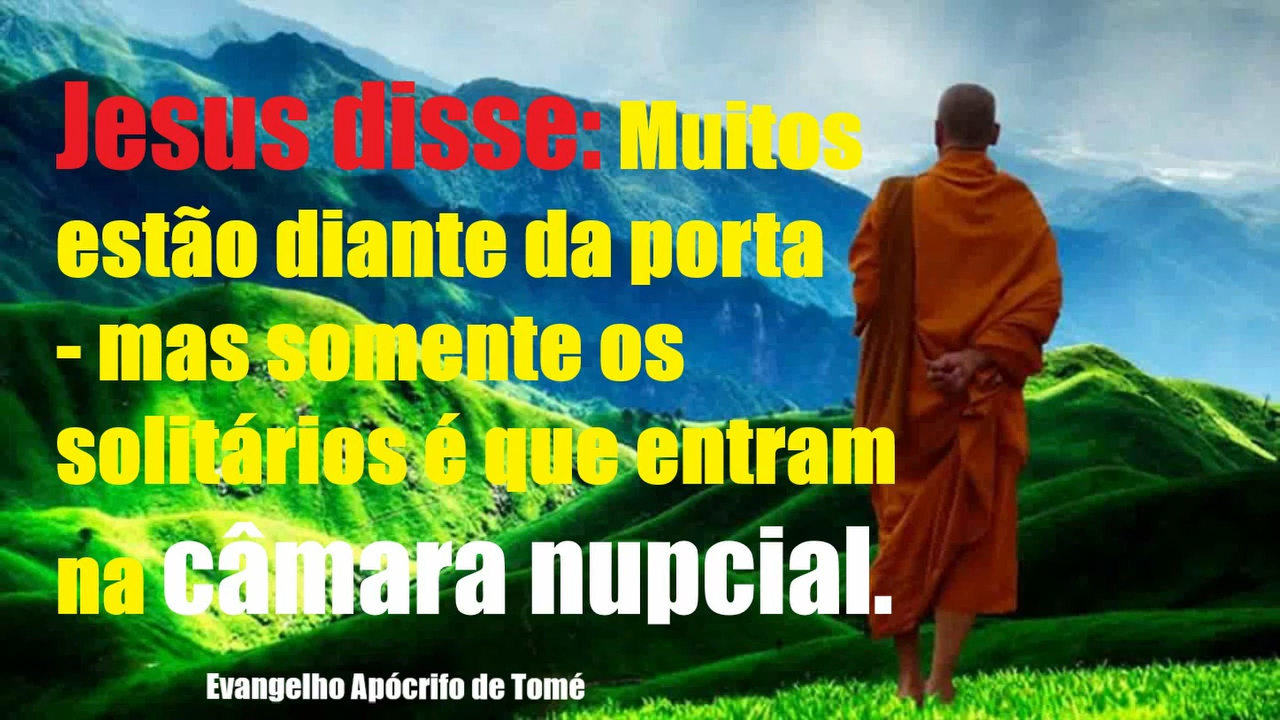 Jesus disse: Muitos
estão diante da porta
- mas somente os
solitários é que entram
na câmara nupcial.
Evangelho Apócrifo de Tomé